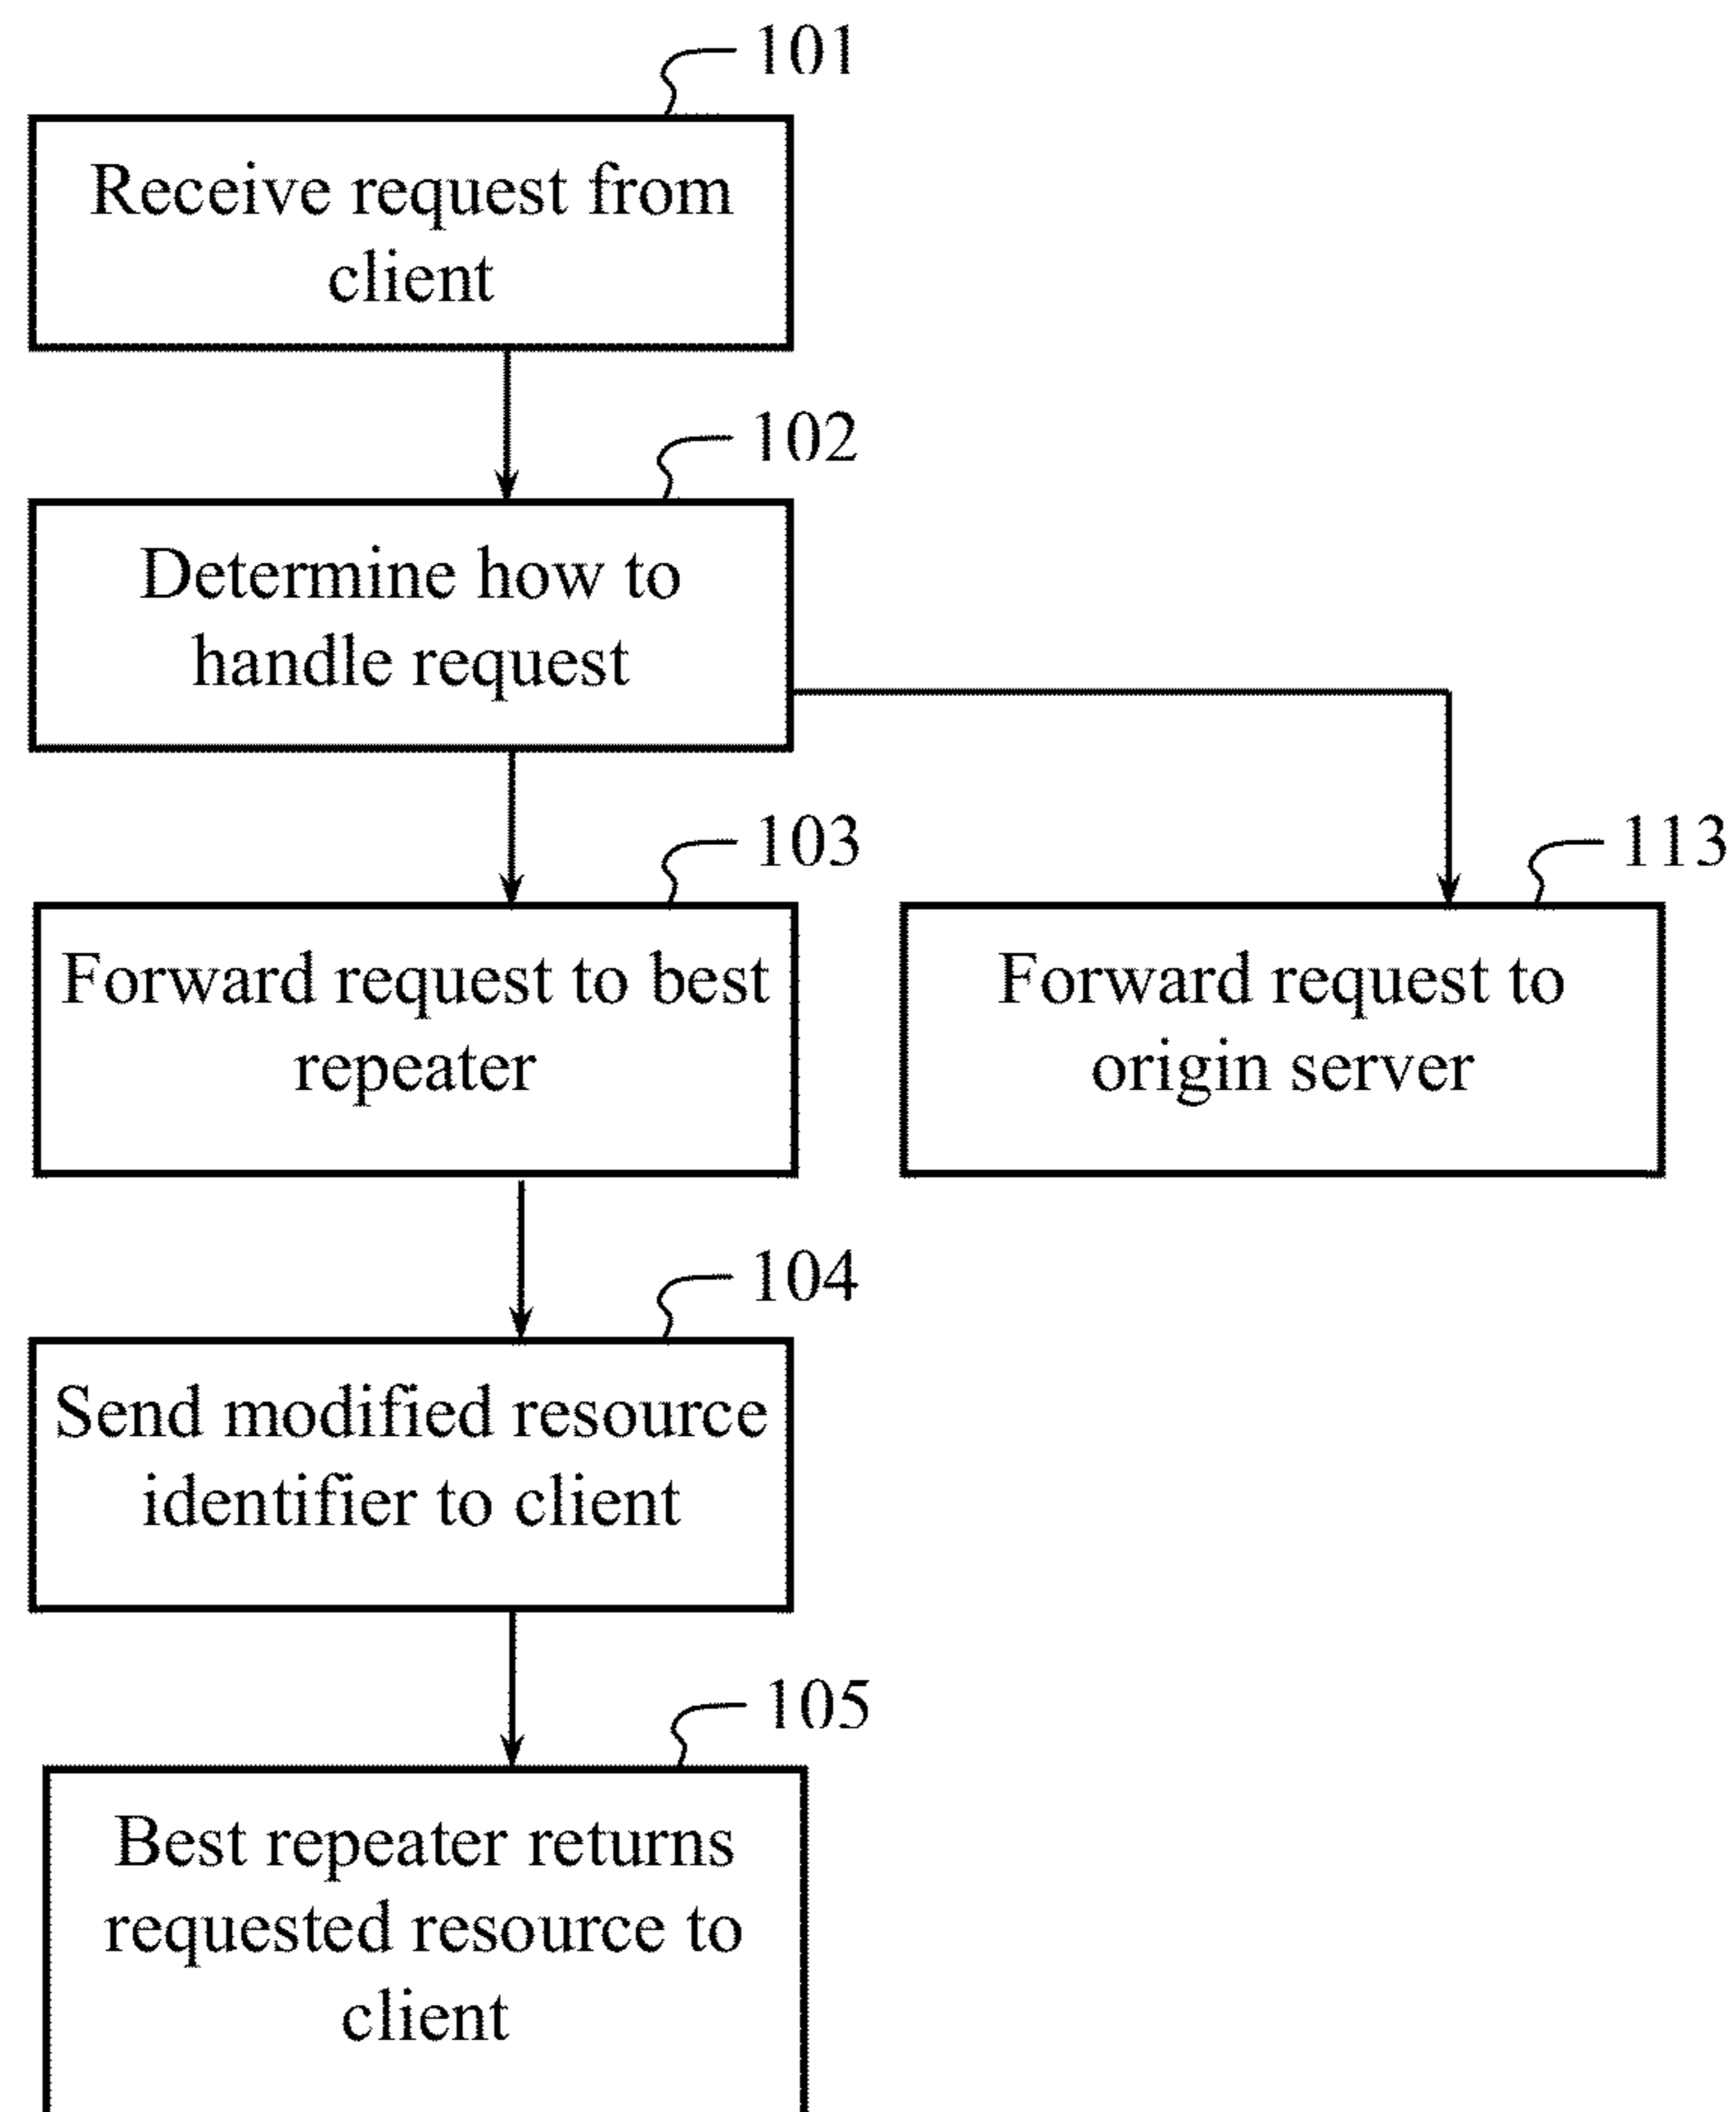 101
Receive request from
client
102
Determine how to
handle request
103
Forward request to best
repeater
113
Forward request to
origin server
104
Send modified resource
identifier to client
105
Best repeater returns
requested resource to
client